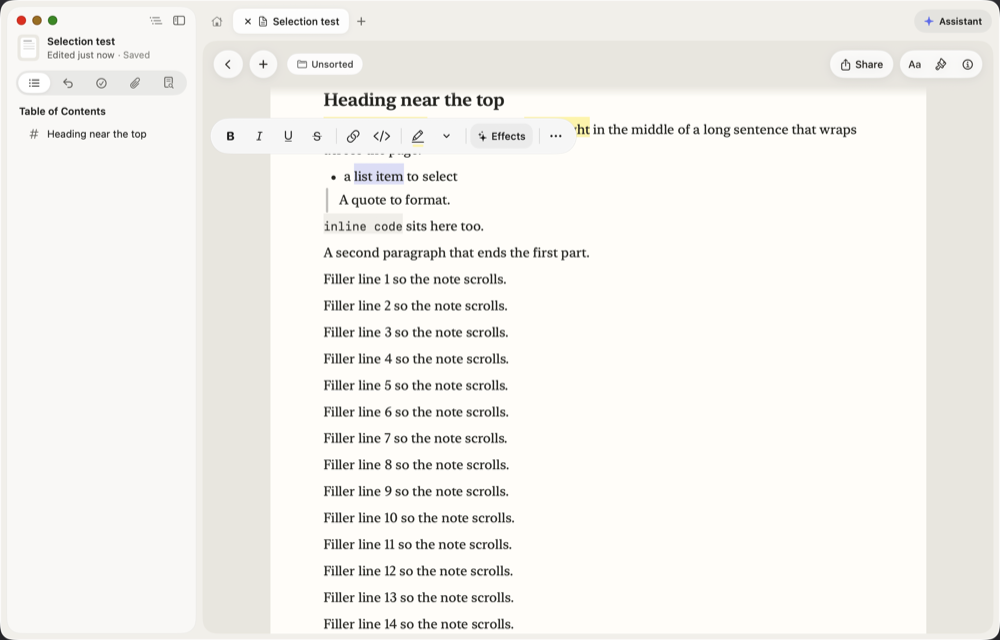 Selection test
Edited just now · Saved
Table of Contents
# Heading near the top
Selection test
Assistant
Unsorted
Share
Aa
Heading near the top
B I U S </> Effects
ht in the middle of a long sentence that wraps
• a list item to select
A quote to format.
inline code sits here too.
A second paragraph that ends the first part.
Filler line 1 so the note scrolls.
Filler line 2 so the note scrolls.
Filler line 3 so the note scrolls.
Filler line 4 so the note scrolls.
Filler line 5 so the note scrolls.
Filler line 6 so the note scrolls.
Filler line 7 so the note scrolls.
Filler line 8 so the note scrolls.
Filler line 9 so the note scrolls.
Filler line 10 so the note scrolls.
Filler line 11 so the note scrolls.
Filler line 12 so the note scrolls.
Filler line 13 so the note scrolls.
Filler line 14 so the note scrolls.